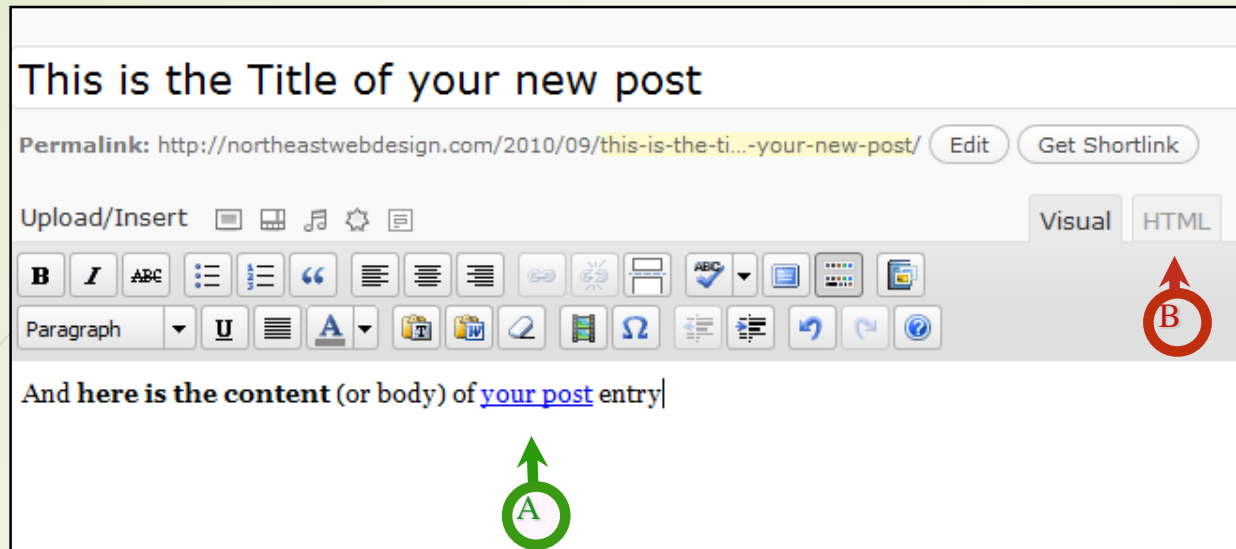 This is the Title of your new post
Permalink: http://northeastwebdesign.com/2010/09/this-is-the-ti...-your-new-post/ Edit Get Shortlink
Upload/Insert Visual HTML
B I ABC ABC
Paragraph U A T W Ω
B
And here is the content (or body) of your post entry
A